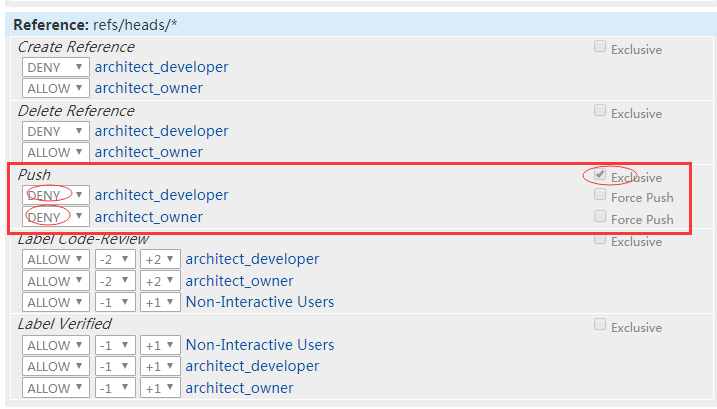 Reference: refs/heads/*
Create Reference Exclusive
DENY architect_developer
ALLOW architect_owner
Delete Reference Exclusive
DENY architect_developer
ALLOW architect_owner
Push Exclusive
DENY architect_developer Force Push
DENY architect_owner Force Push
Label Code-Review Exclusive
ALLOW -2 +2 architect_developer
ALLOW -2 +2 architect_owner
ALLOW -1 +1 Non-Interactive Users
Label Verified Exclusive
ALLOW -1 +1 Non-Interactive Users
ALLOW -1 +1 architect_developer
ALLOW -1 +1 architect_owner